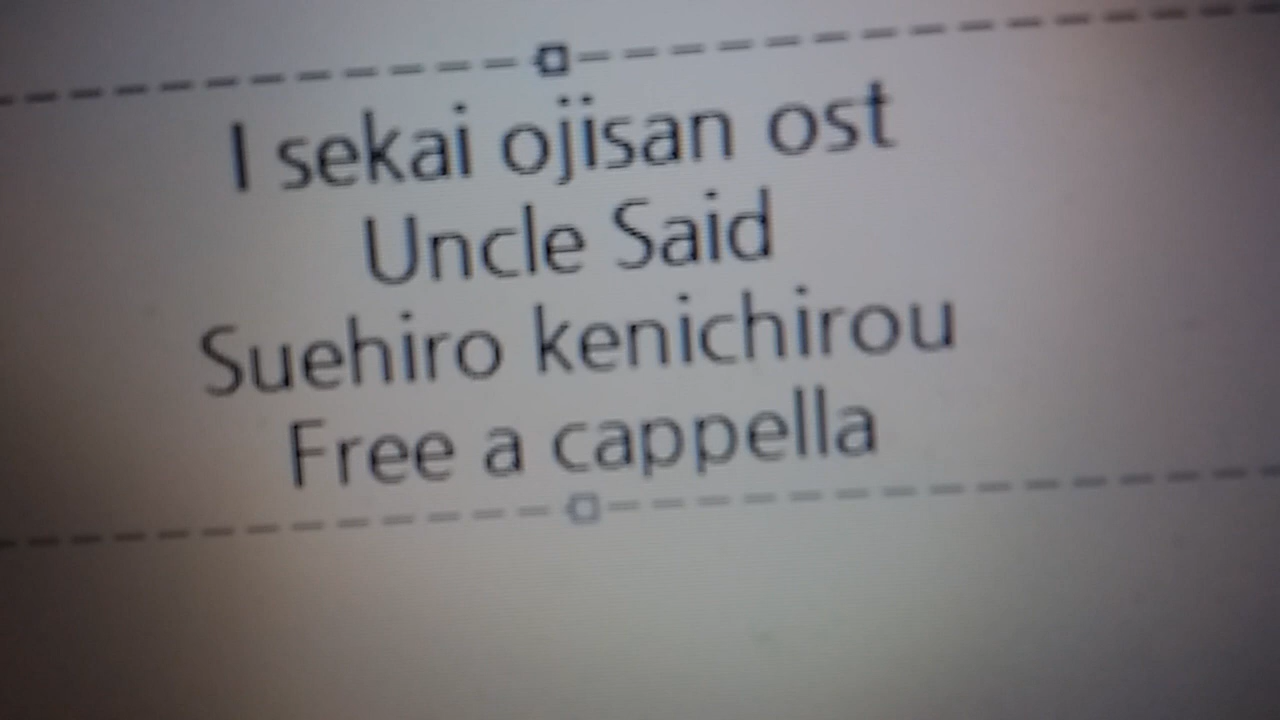 I sekai ojisan ost
Uncle Said
Suehiro kenichirou
Free a cappella